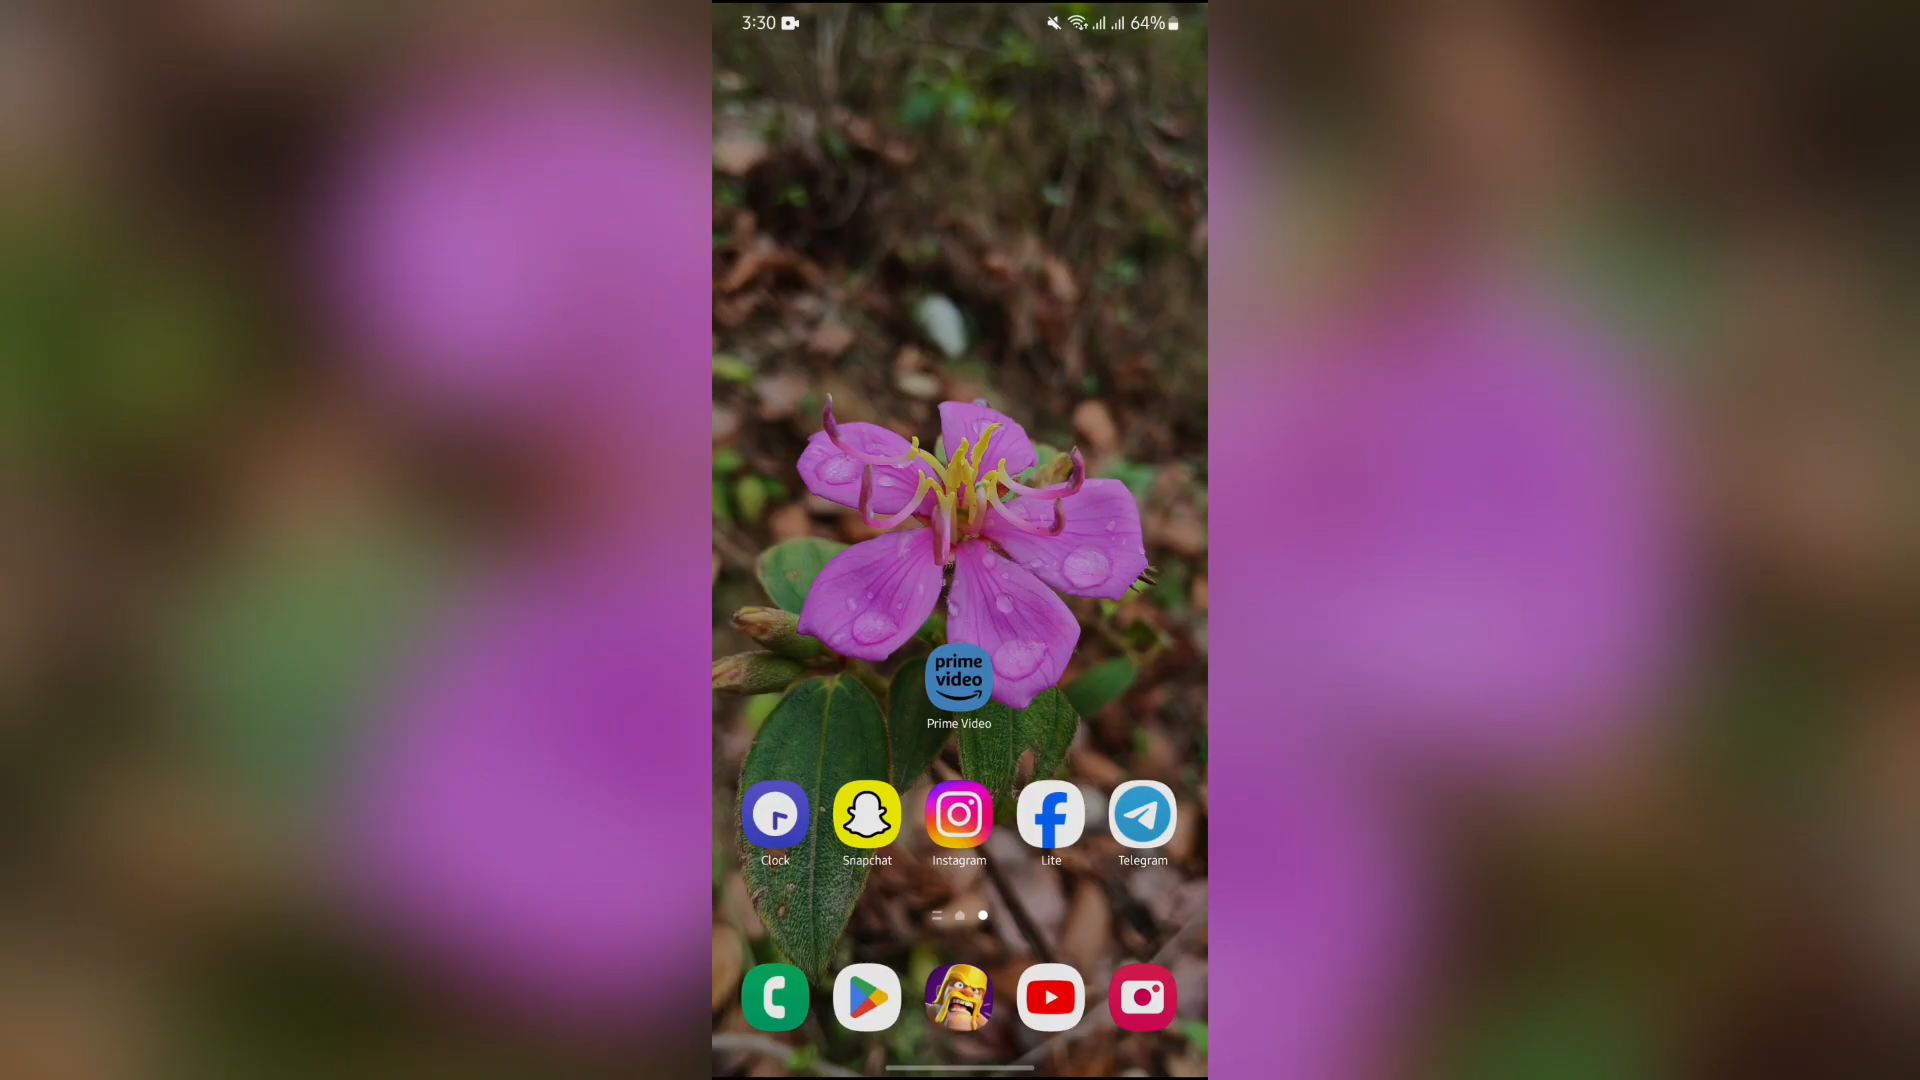 3:30
64%
prime
video
Prime Video
Clock
Snapchat
Instagram
Lite
Telegram